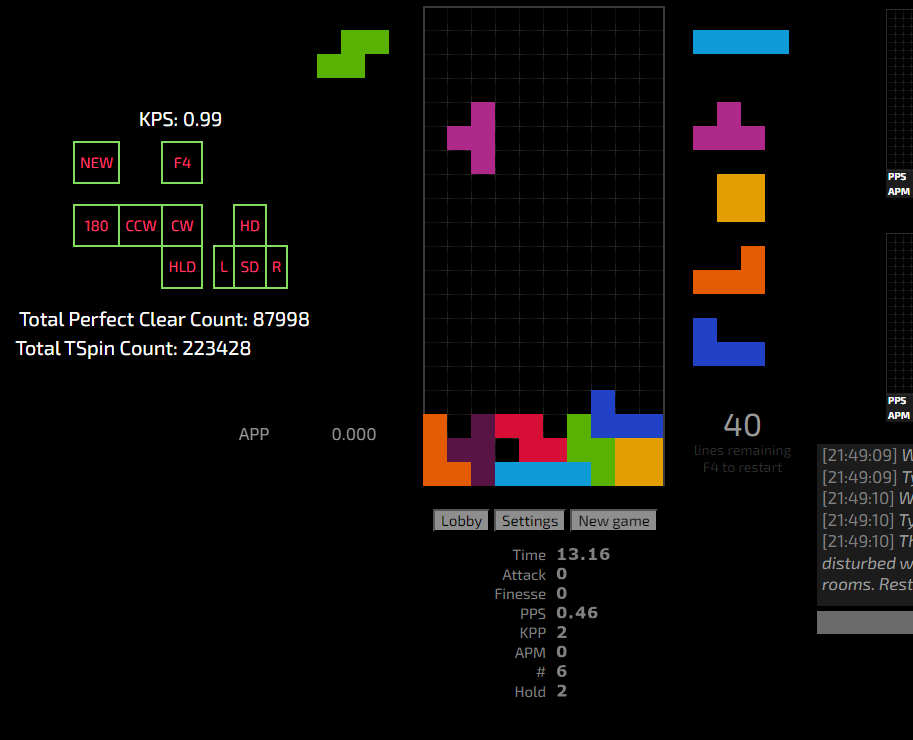 KPS: 0.99
NEW F4
180 CCW CW HD
HLD L SD R
Total Perfect Clear Count: 87998
Total TSpin Count: 223428
APP 0.000
40
lines remaining
F4 to restart
Lobby Settings New game
Time 13.16
Attack 0
Finesse 0
PPS 0.46
KPP 2
APM 0
# 6
Hold 2
PPS
APM
PPS
APM
[21:49:09] W
[21:49:09] Ty
[21:49:10] W
[21:49:10] Ty
[21:49:10] Th
disturbed w
rooms. Rest